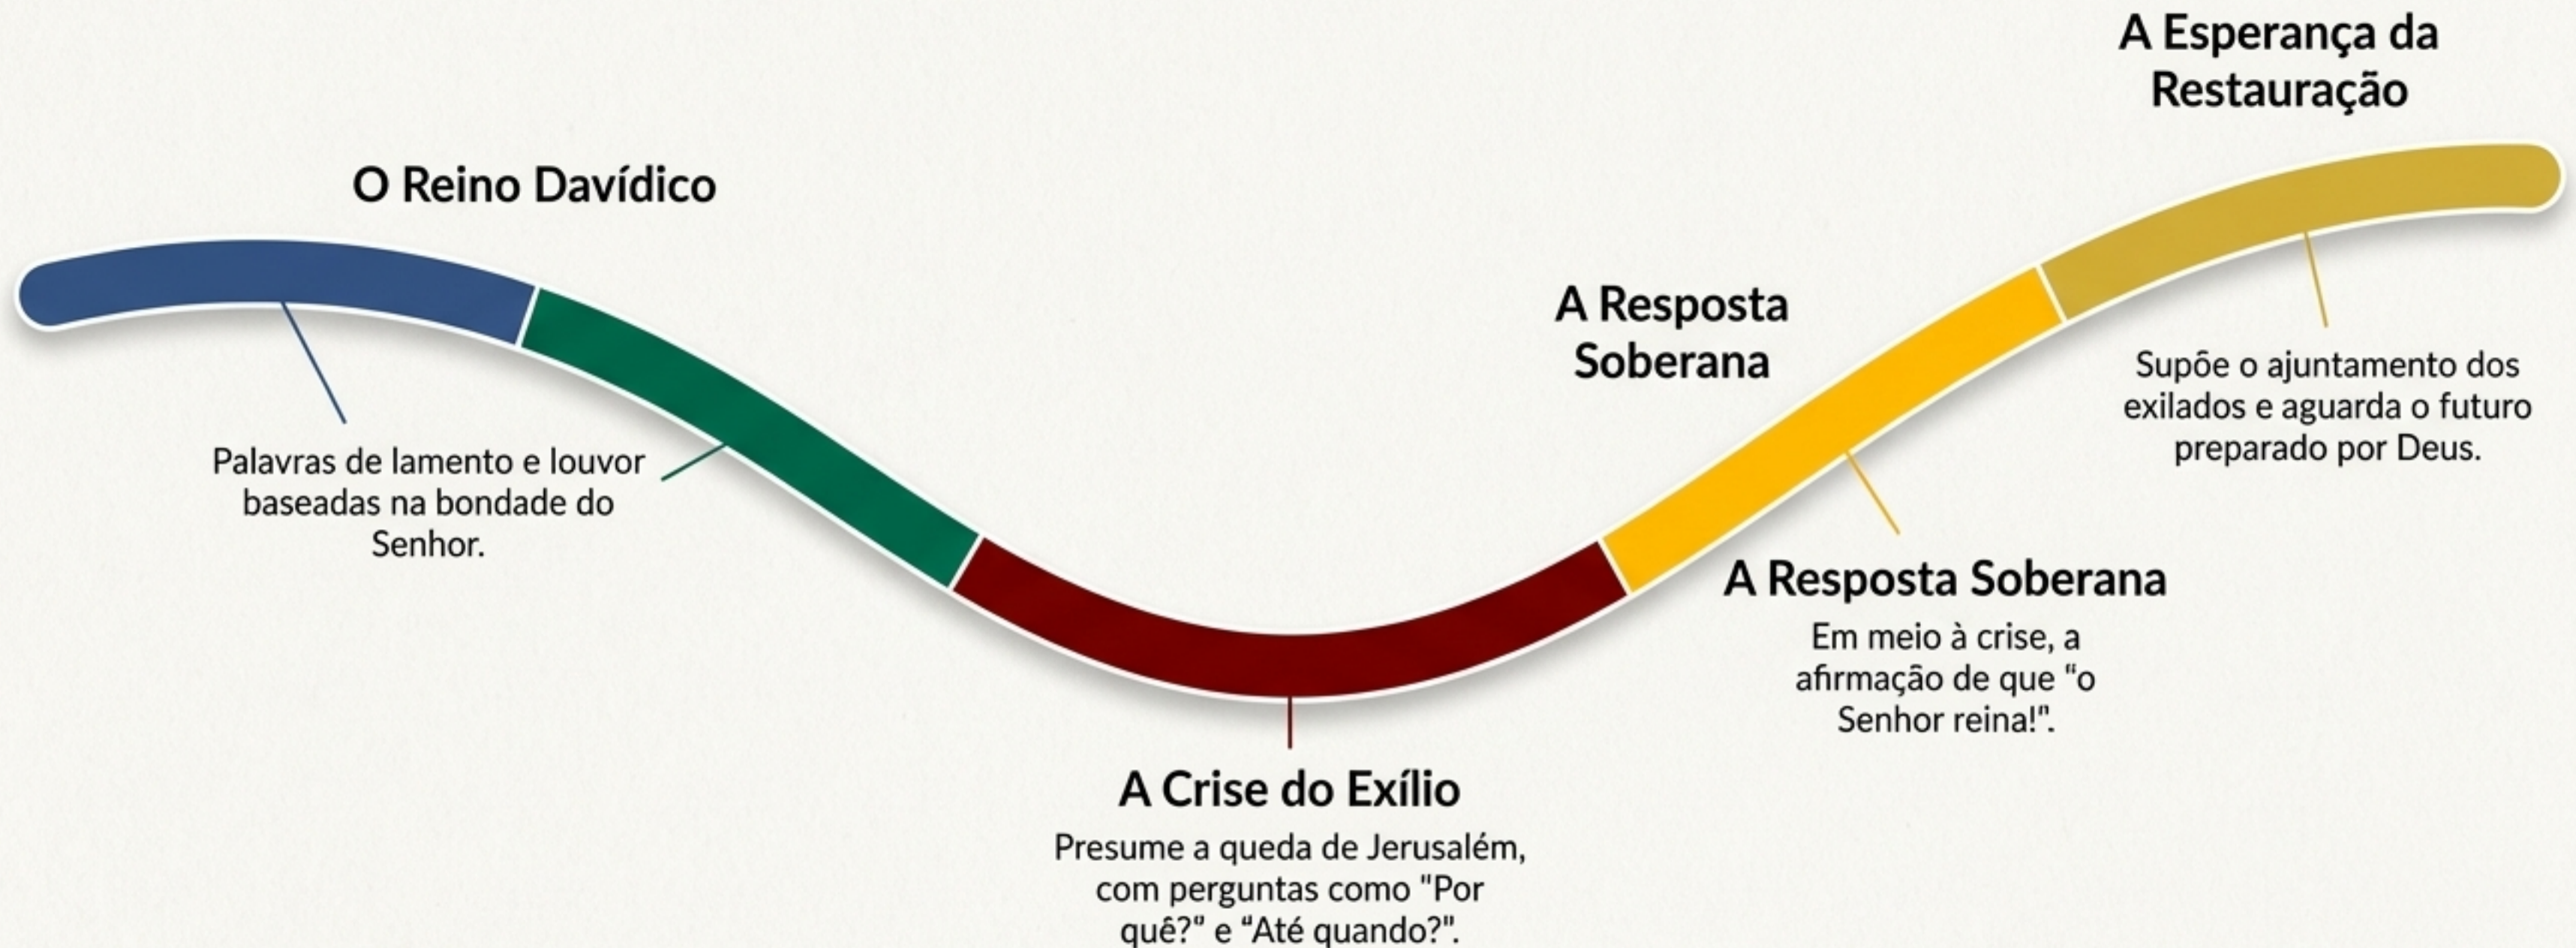 O Reino Davídico
Palavras de lamento e louvor
baseadas na bondade do
Senhor.
A Crise do Exílio
Presume a queda de Jerusalém,
com perguntas como "Por
quê?" e “Até quando?".
A Resposta
Soberana
A Resposta Soberana
Em meio à crise, a
afirmação de que “o
Senhor reina!".
A Esperança da
Restauração
Supõe o ajuntamento dos
exilados e aguarda o futuro
preparado por Deus.